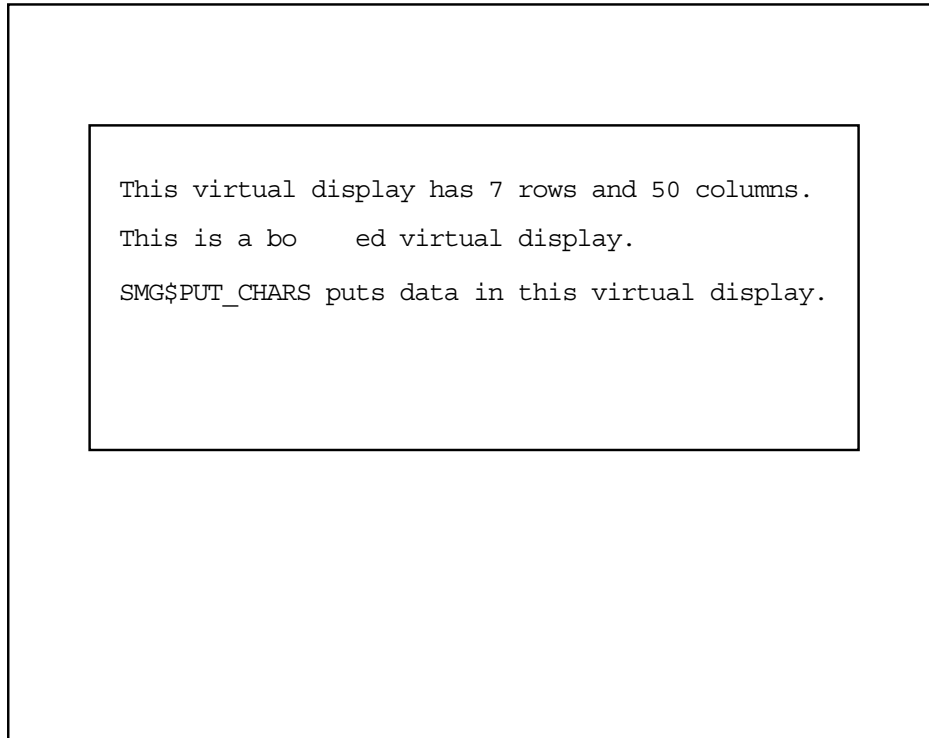 This virtual display has 7 rows and 50 columns.
This is a bo    ed virtual display.
SMG$PUT_CHARS puts data in this virtual display.